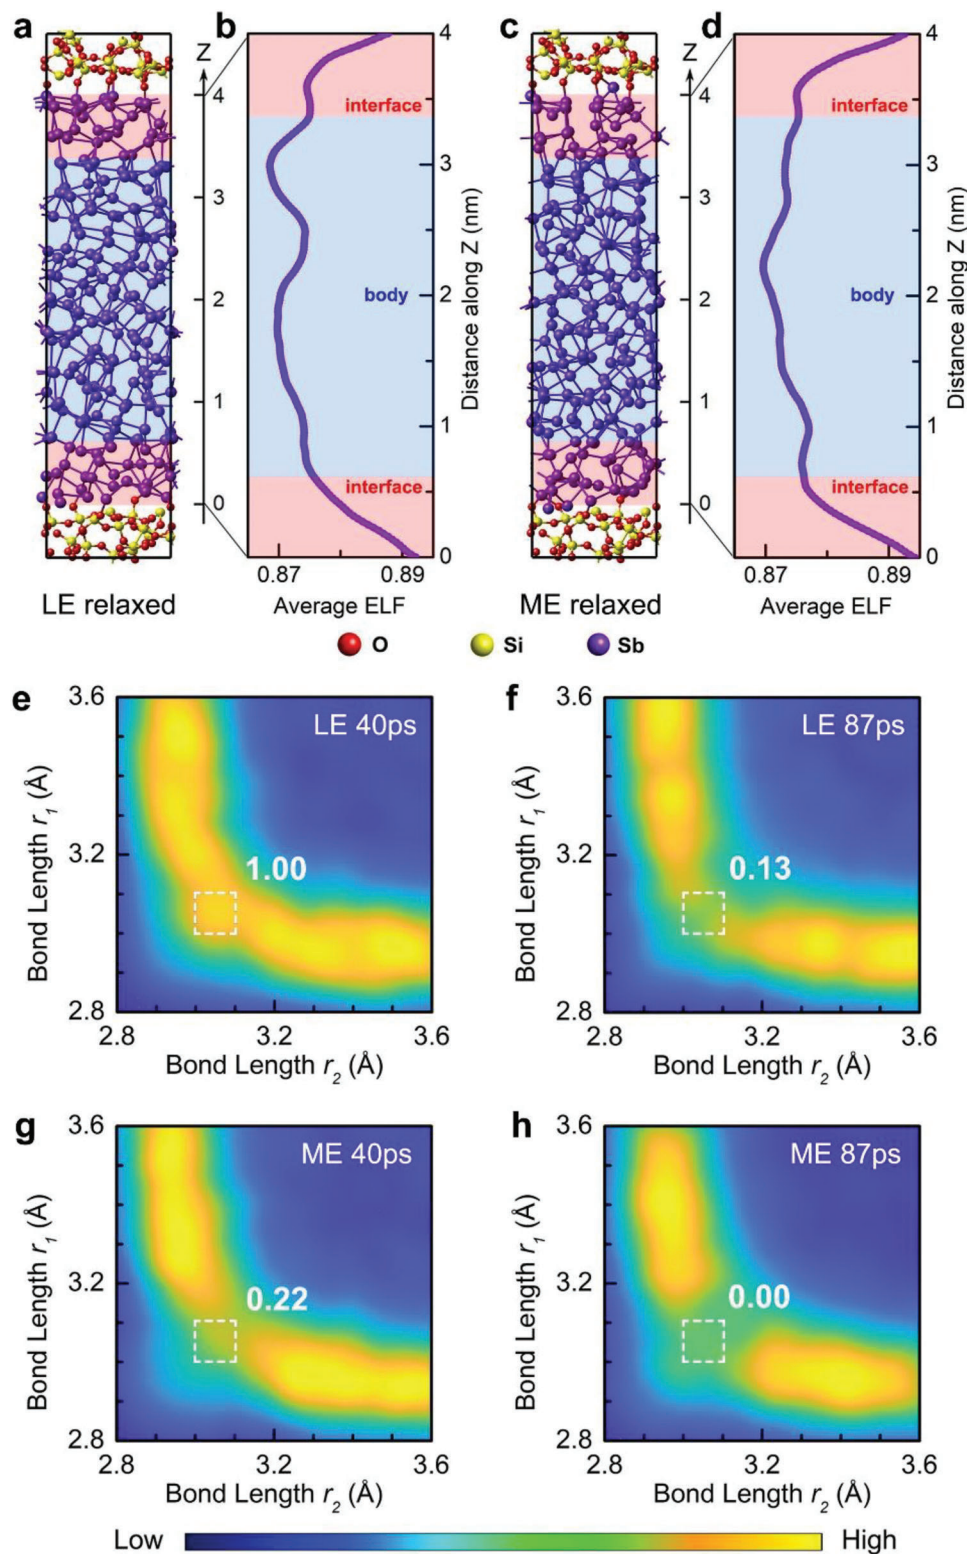 a
b
c
d
Z
4
3
2
1
0
LE relaxed
interface
body
interface
4
3
2
1
0
Distance along Z (nm)
0.87 0.89
Average ELF
Z
4
3
2
1
0
ME relaxed
interface
body
interface
4
3
2
1
0
Distance along Z (nm)
0.87 0.89
Average ELF
O Si Sb
e
LE 40ps
1.00
3.6
3.2
2.8
Bond Length r1 (Å)
2.8 3.2 3.6
Bond Length r2 (Å)
f
LE 87ps
0.13
3.6
3.2
2.8
Bond Length r1 (Å)
2.8 3.2 3.6
Bond Length r2 (Å)
g
ME 40ps
0.22
3.6
3.2
2.8
Bond Length r1 (Å)
2.8 3.2 3.6
Bond Length r2 (Å)
h
ME 87ps
0.00
3.6
3.2
2.8
Bond Length r1 (Å)
2.8 3.2 3.6
Bond Length r2 (Å)
Low High